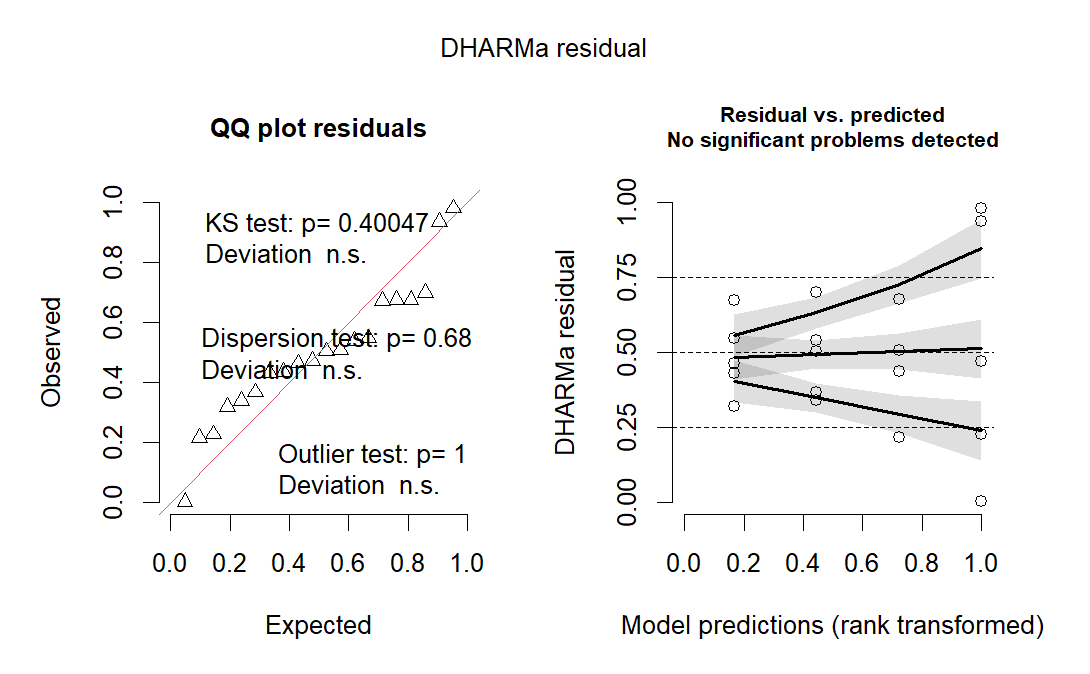 DHARMa residual
QQ plot residuals
KS test: p= 0.40047
Deviation  n.s.
Dispersion test: p= 0.68
Deviation  n.s.
Outlier test: p= 1
Deviation  n.s.
Observed
0.0 0.2 0.4 0.6 0.8 1.0
0.0 0.2 0.4 0.6 0.8 1.0
Expected
Residual vs. predicted
No significant problems detected
DHARMa residual
0.00 0.25 0.50 0.75 1.00
0.0 0.2 0.4 0.6 0.8 1.0
Model predictions (rank transformed)